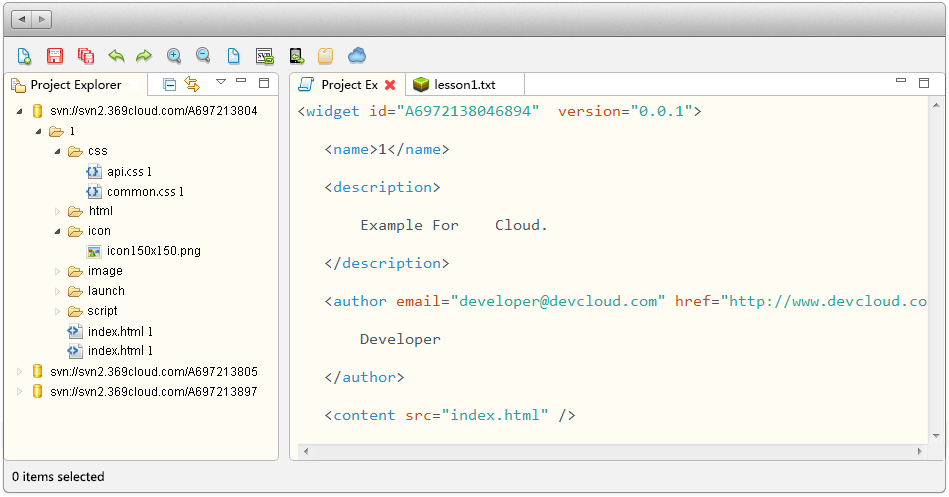 SVN
Project Explorer
svn://svn2.369cloud.com/A697213804
1
css
api.css 1
common.css 1
html
icon
icon150x150.png
image
launch
script
index.html 1
index.html 1
svn://svn2.369cloud.com/A697213805
svn://svn2.369cloud.com/A697213897
Project Ex
lesson1.txt
<widget id="A6972138046894" version="0.0.1">
<name>1</name>
<description>
Example For Cloud.
</description>
<author email="developer@devcloud.com" href="http://www.devcloud.co
Developer
</author>
<content src="index.html" />
0 items selected